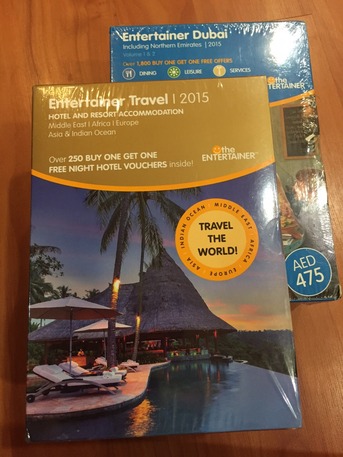 Entertainer Dubai
Including Northern Emirates | 2015
Volume 1 & 2
Over 1,800 BUY ONE GET ONE FREE OFFERS
DINING
LEISURE
SERVICES
the
ENTERTAINER
AED
475
Entertainer Travel | 2015
HOTEL AND RESORT ACCOMMODATION
Middle East | Africa | Europe
Asia & Indian Ocean
Over 250 BUY ONE GET ONE
FREE NIGHT HOTEL VOUCHERS inside!
the
ENTERTAINER
TRAVEL
THE
WORLD!
INDIAN OCEAN MIDDLE EAST AFRICA EUROPE ASIA